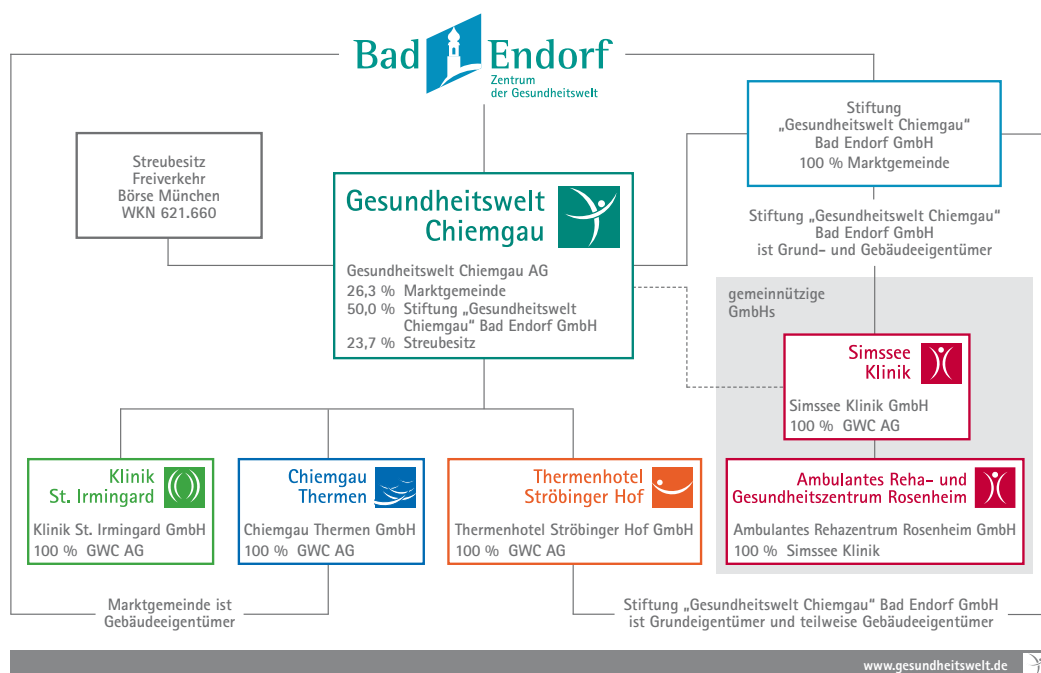 Bad Endorf
Zentrum
der Gesundheitswelt
Stiftung
„Gesundheitswelt Chiemgau“
Bad Endorf GmbH
100 % Marktgemeinde
Streubesitz
Freiverkehr
Börse München
WKN 621.660
Gesundheitswelt
Chiemgau
Gesundheitswelt Chiemgau AG
26,3 % Marktgemeinde
50,0 % Stiftung „Gesundheitswelt
Chiemgau“ Bad Endorf GmbH
23,7 % Streubesitz
Stiftung „Gesundheitswelt Chiemgau“
Bad Endorf GmbH
ist Grund- und Gebäudeeigentümer
gemeinnützige
GmbHs
Simssee
Klinik
Simssee Klinik GmbH
100 % GWC AG
Klinik
St. Irmingard
Klinik St. Irmingard GmbH
100 % GWC AG
Chiemgau
Thermen
Chiemgau Thermen GmbH
100 % GWC AG
Thermenhotel
Ströbinger Hof
Thermenhotel Ströbinger Hof GmbH
100 % GWC AG
Ambulantes Reha- und
Gesundheitszentrum Rosenheim
Ambulantes Rehazentrum Rosenheim GmbH
100 % Simssee Klinik
Marktgemeinde ist
Gebäudeeigentümer
Stiftung „Gesundheitswelt Chiemgau“ Bad Endorf GmbH
ist Grundeigentümer und teilweise Gebäudeeigentümer
www.gesundheitswelt.de